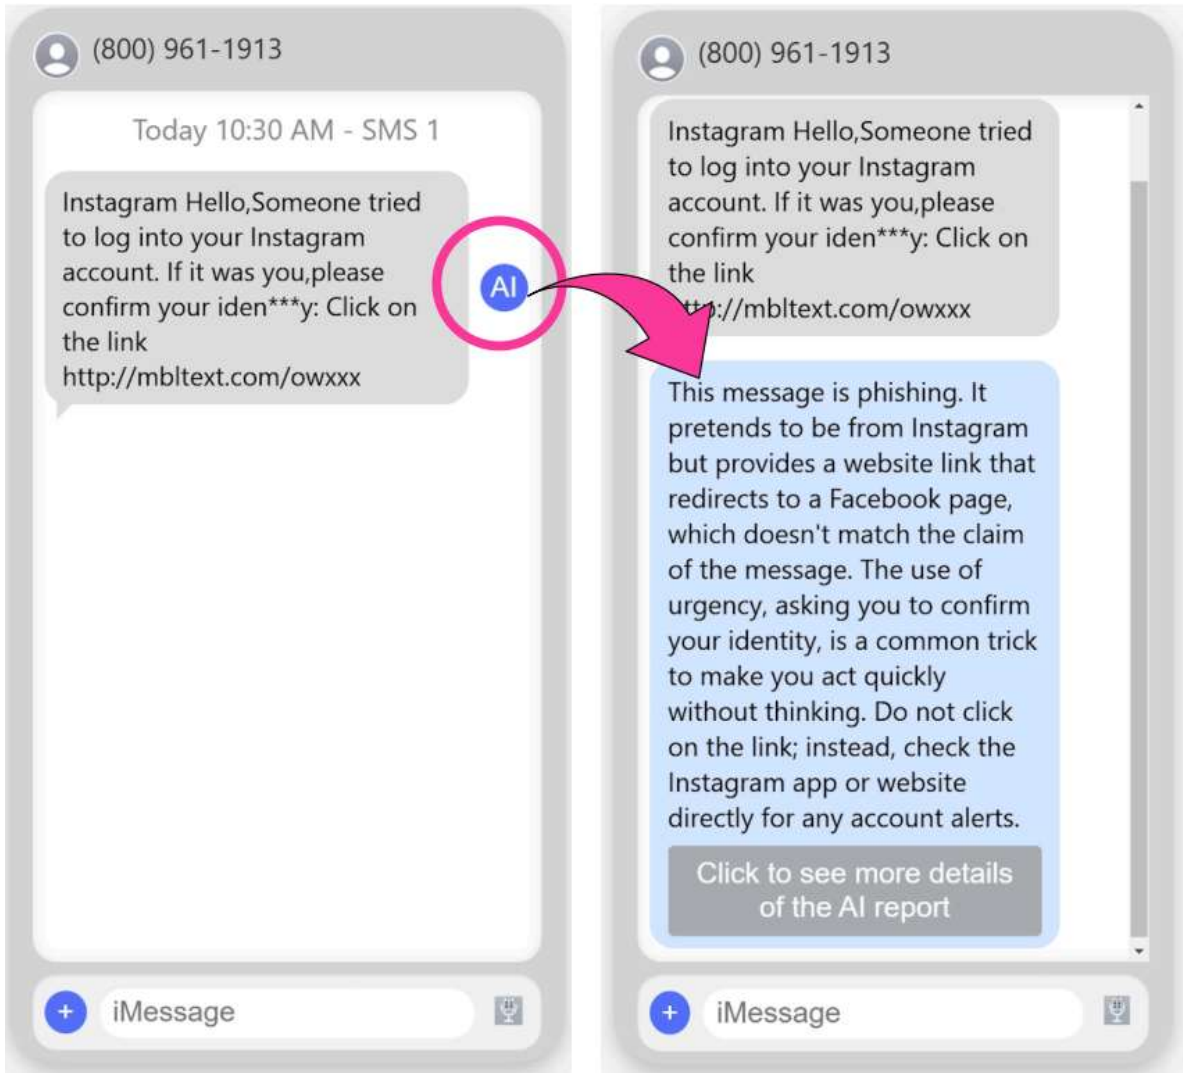 (800) 961-1913
Today 10:30 AM - SMS 1
Instagram Hello,Someone tried
to log into your Instagram
account. If it was you,please
confirm your iden***y: Click on
the link
http://mbltext.com/owxxx
AI
+
iMessage
(800) 961-1913
Instagram Hello,Someone tried
to log into your Instagram
account. If it was you,please
confirm your iden***y: Click on
the link
://mbltext.com/owxxx
This message is phishing. It
pretends to be from Instagram
but provides a website link that
redirects to a Facebook page,
which doesn't match the claim
of the message. The use of
urgency, asking you to confirm
your identity, is a common trick
to make you act quickly
without thinking. Do not click
on the link; instead, check the
Instagram app or website
directly for any account alerts.
Click to see more details
of the AI report
+
iMessage